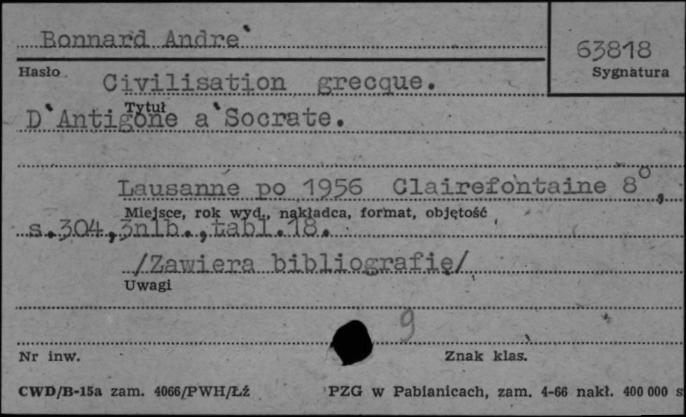 Bonnard Andre`
63818
Hasło
Sygnatura
Civilisation grecque.
Tytuł
D`Antigone a`Socrate.
Lausanne po 1956 Clairefontaine 8°,
Miejsce, rok wyd., nakładca, format, objętość
s.304,3nlb.,tabl.18.
/Zawiera bibliografię/
Uwagi
9
Nr inw.
Znak klas.
CWD/B-15a zam. 4066/PWH/Łź
PZG w Pabianicach, zam. 4-66 nakł. 400 000 s